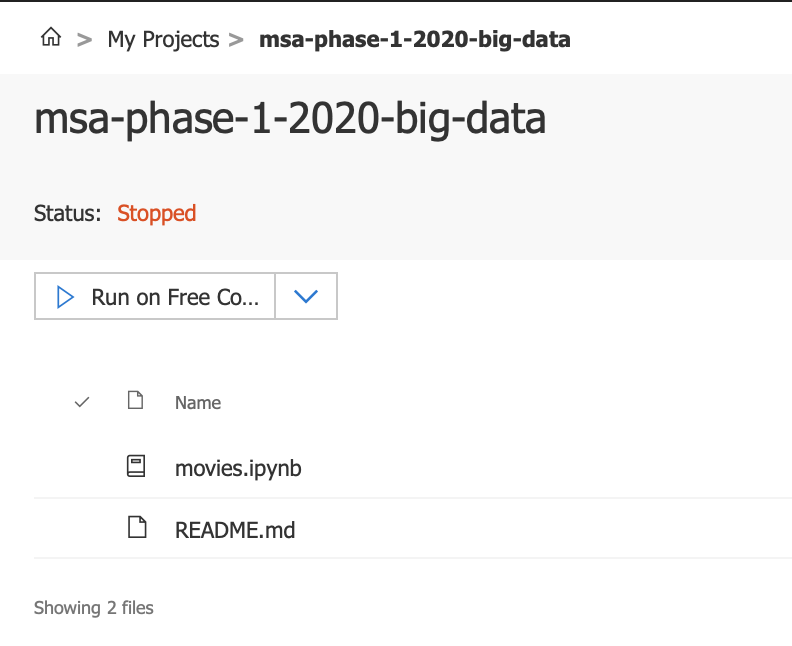 > My Projects > msa-phase-1-2020-big-data
msa-phase-1-2020-big-data
Status: Stopped
Run on Free Co...
Name
movies.ipynb
README.md
Showing 2 files